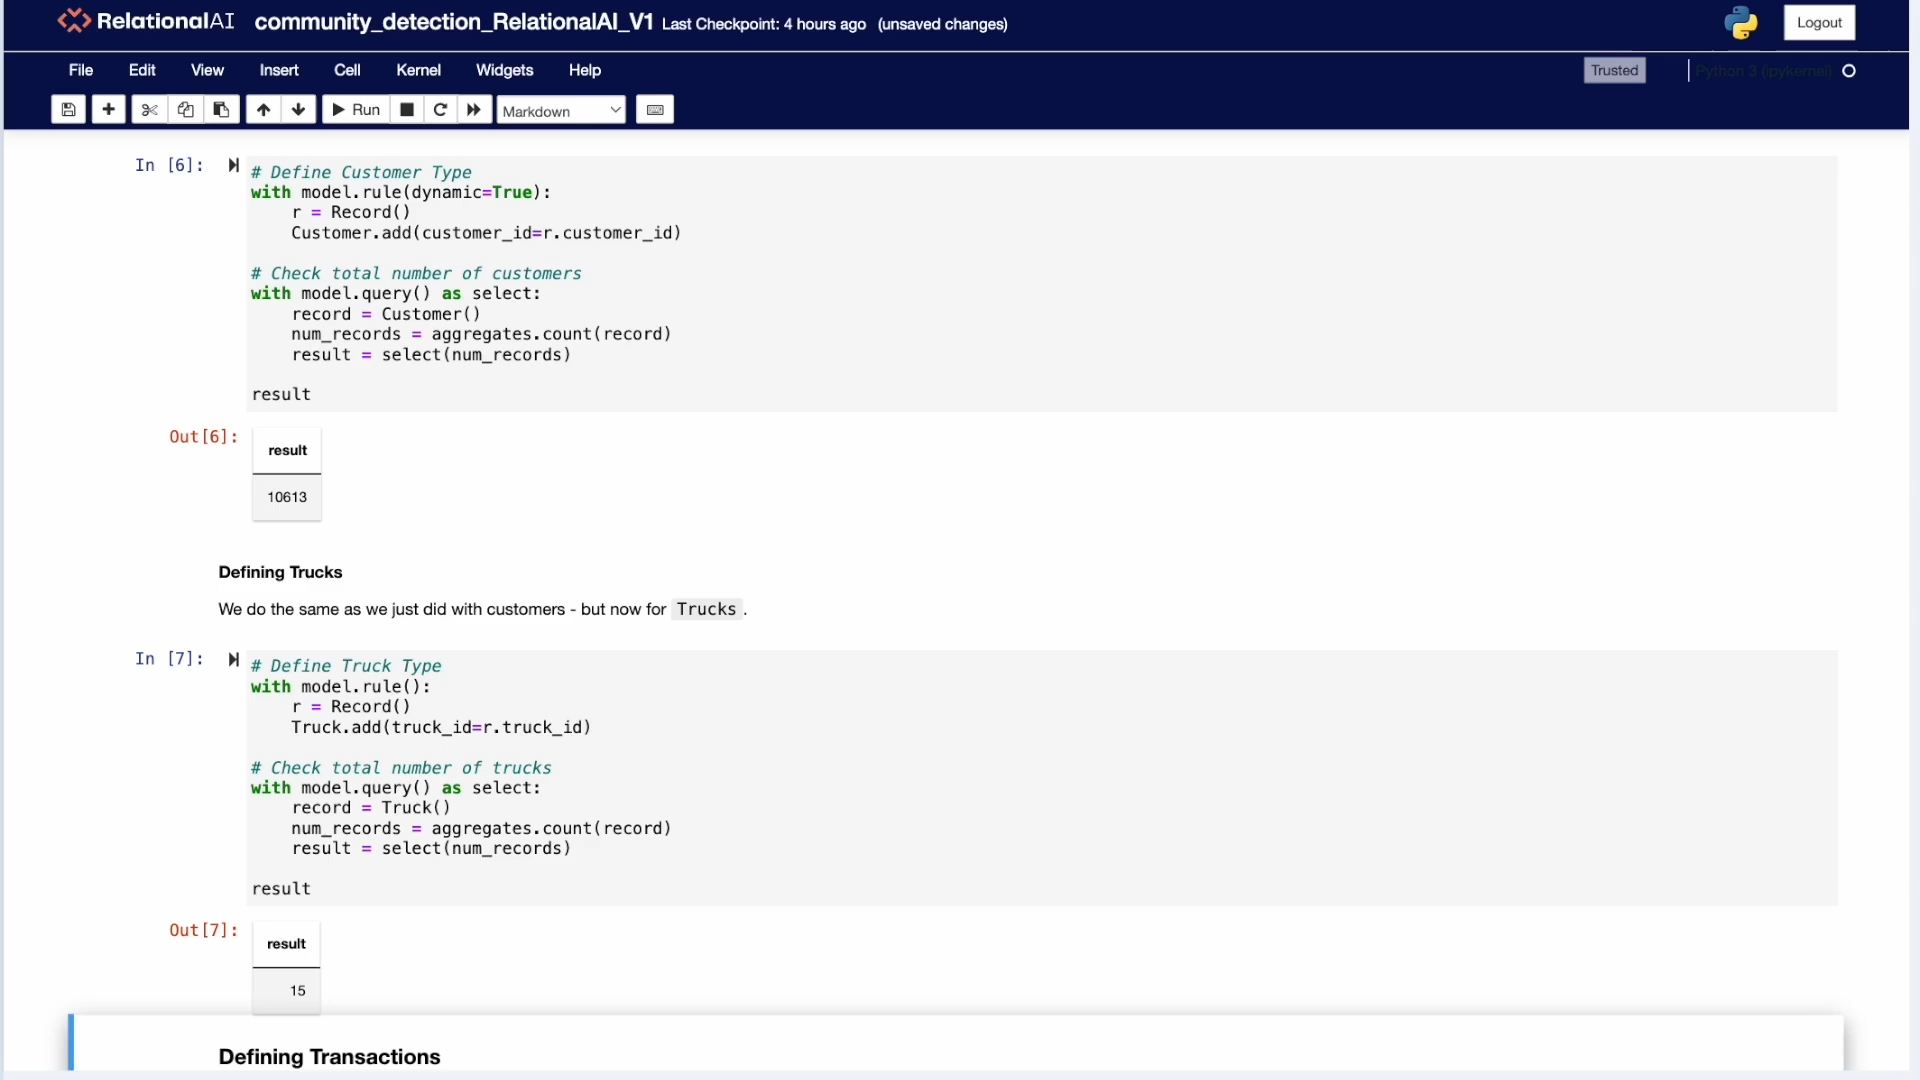 RelationalAI community_detection_RelationalAI_V1 Last Checkpoint: 4 hours ago (unsaved changes) Logout
File Edit View Insert Cell Kernel Widgets Help Trusted Python 3 (ipykernel)
Run Markdown
In [6]:
# Define Customer Type
with model.rule(dynamic=True):
    r = Record()
    Customer.add(customer_id=r.customer_id)
# Check total number of customers
with model.query() as select:
    record = Customer()
    num_records = aggregates.count(record)
    result = select(num_records)
result
Out[6]:
result
10613
Defining Trucks
We do the same as we just did with customers - but now for Trucks .
In [7]:
# Define Truck Type
with model.rule():
    r = Record()
    Truck.add(truck_id=r.truck_id)
# Check total number of trucks
with model.query() as select:
    record = Truck()
    num_records = aggregates.count(record)
    result = select(num_records)
result
Out[7]:
result
15
Defining Transactions